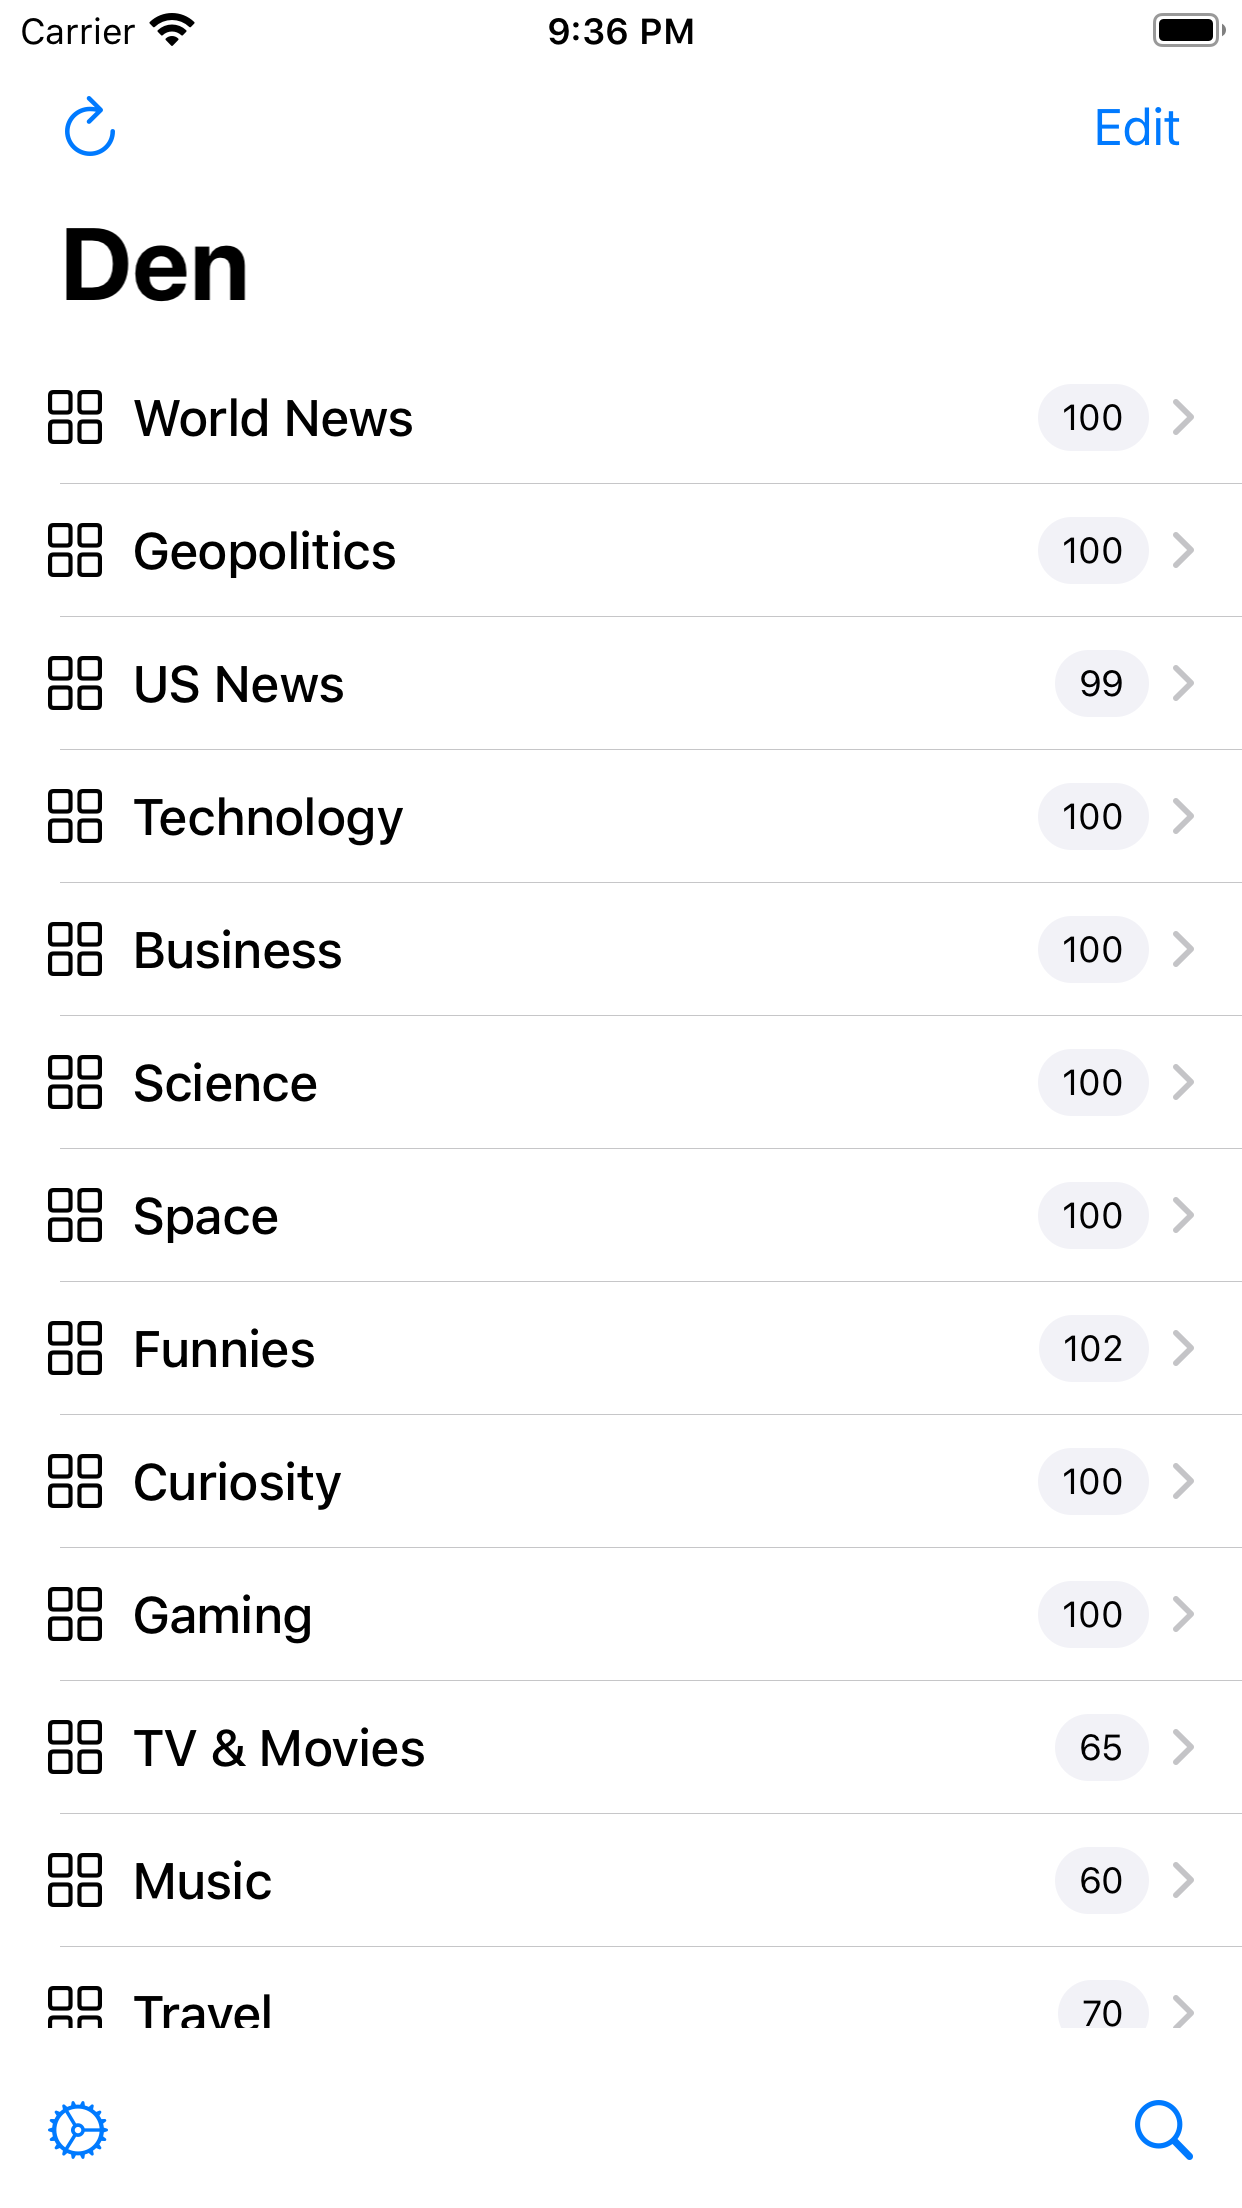 Carrier 9:36 PM
Edit
Den
World News 100
Geopolitics 100
US News 99
Technology 100
Business 100
Science 100
Space 100
Funnies 102
Curiosity 100
Gaming 100
TV & Movies 65
Music 60
Travel 70